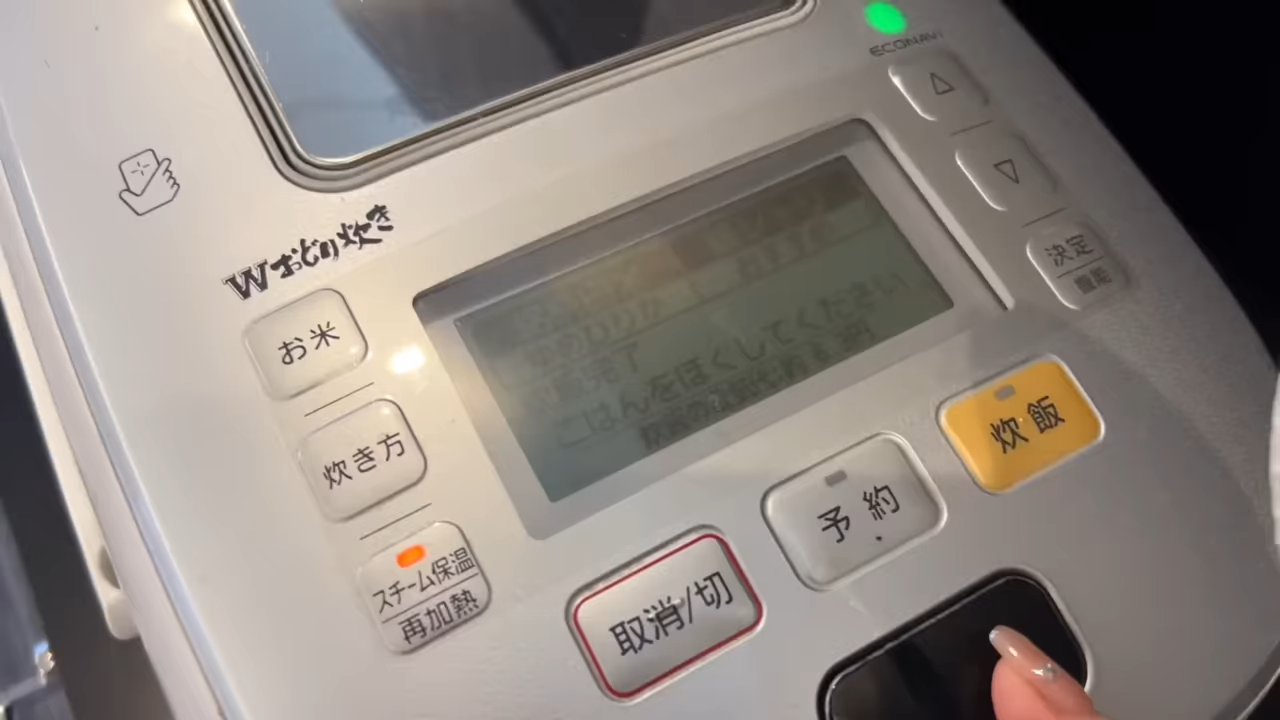 ECONAVI
Wおどり炊き
お米
炊き方
スチーム保温
再加熱
完了
ごはんをほぐしてください
決定
機能
炊飯
予約
取消/切